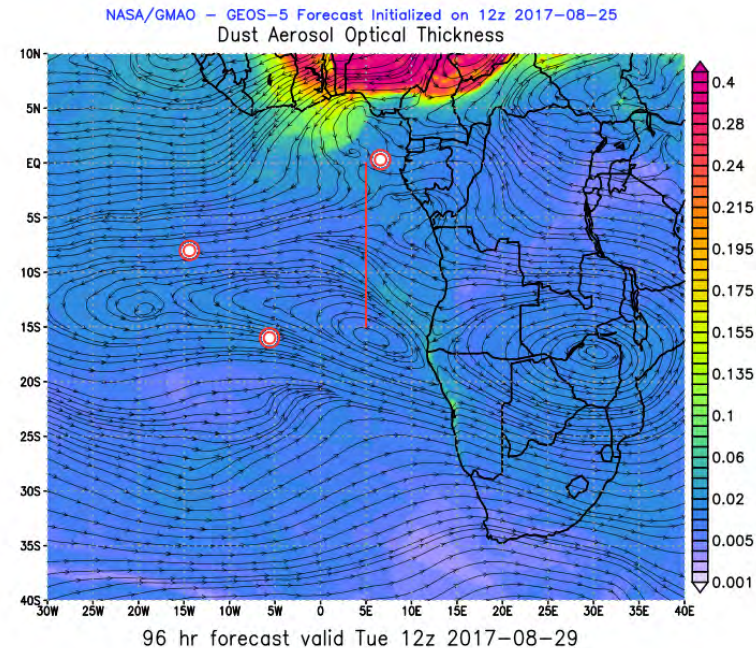 NASA/GMAO - GEOS-5 Forecast Initialized on 12z 2017-08-25
Dust Aerosol Optical Thickness
10N
5N
EQ
5S
10S
15S
20S
25S
30S
35S
40S
30W 25W 20W 15W 10W 5W 0 5E 10E 15E 20E 25E 30E 35E 40E
0.4
0.28
0.24
0.215
0.195
0.175
0.155
0.135
0.1
0.06
0.02
0.005
0.001
96 hr forecast valid Tue 12z 2017-08-29